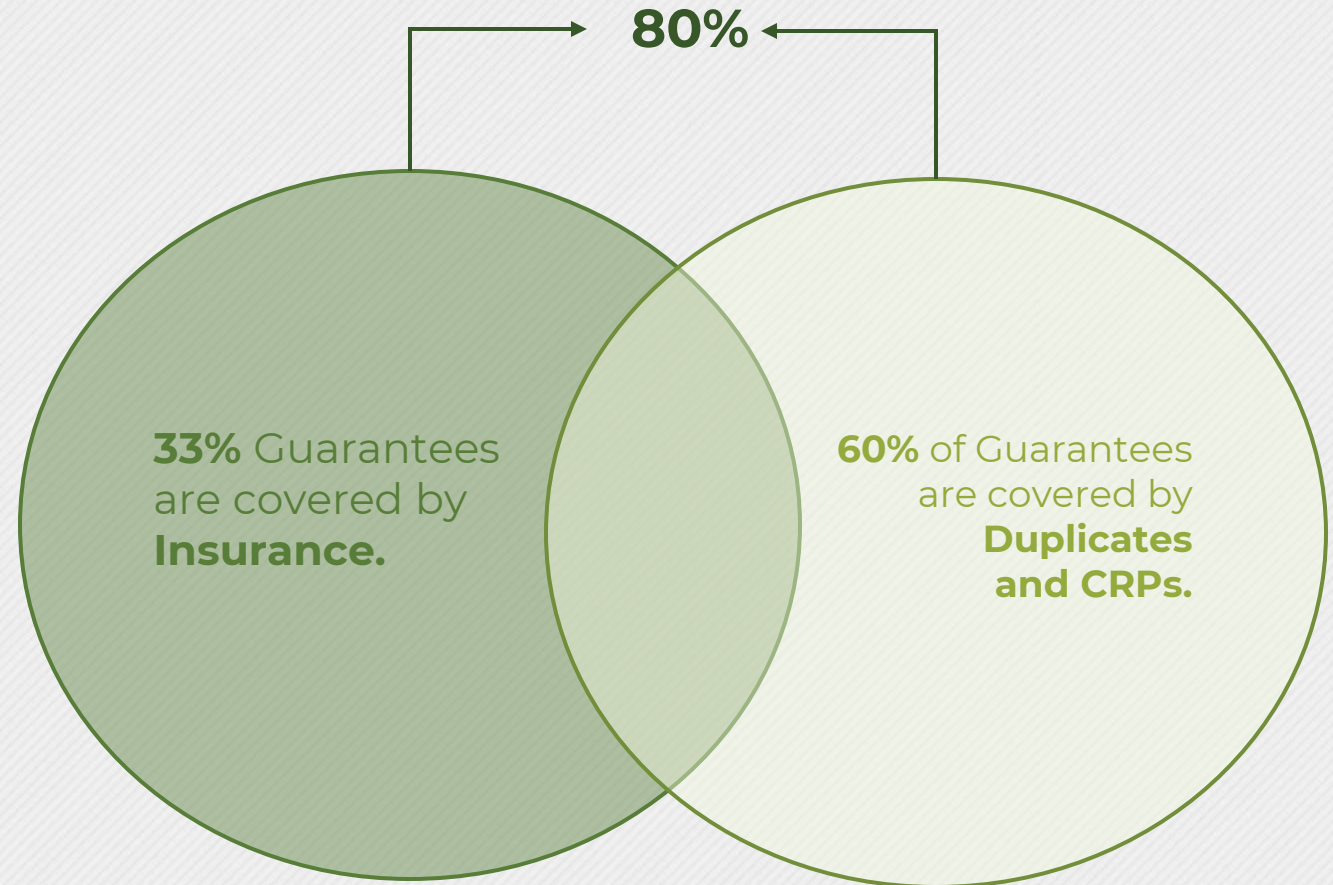 80%
33% Guarantees
are covered by
Insurance.
60% of Guarantees
are covered by
Duplicates
and CRPs.